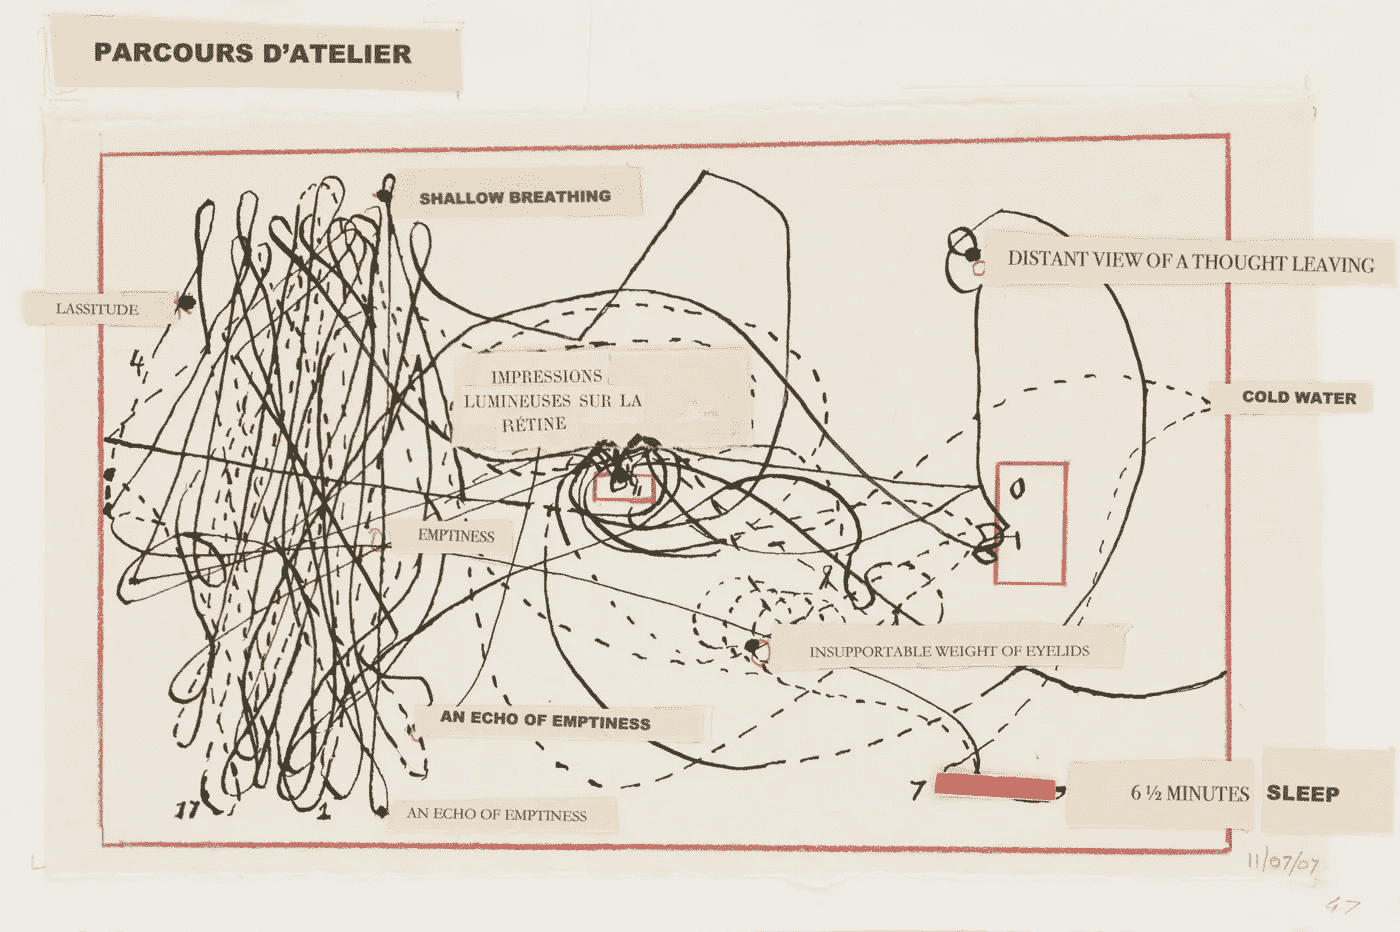 PARCOURS D'ATELIER
SHALLOW BREATHING
DISTANT VIEW OF A THOUGHT LEAVING
LASSITUDE
4
IMPRESSIONS
LUMINEUSES SUR LA
RÉTINE
COLD WATER
0
11
EMPTINESS
1
INSUPPORTABLE WEIGHT OF EYELIDS
AN ECHO OF EMPTINESS
7
6 ½ MINUTES SLEEP
17
1
AN ECHO OF EMPTINESS
11/07/07
47